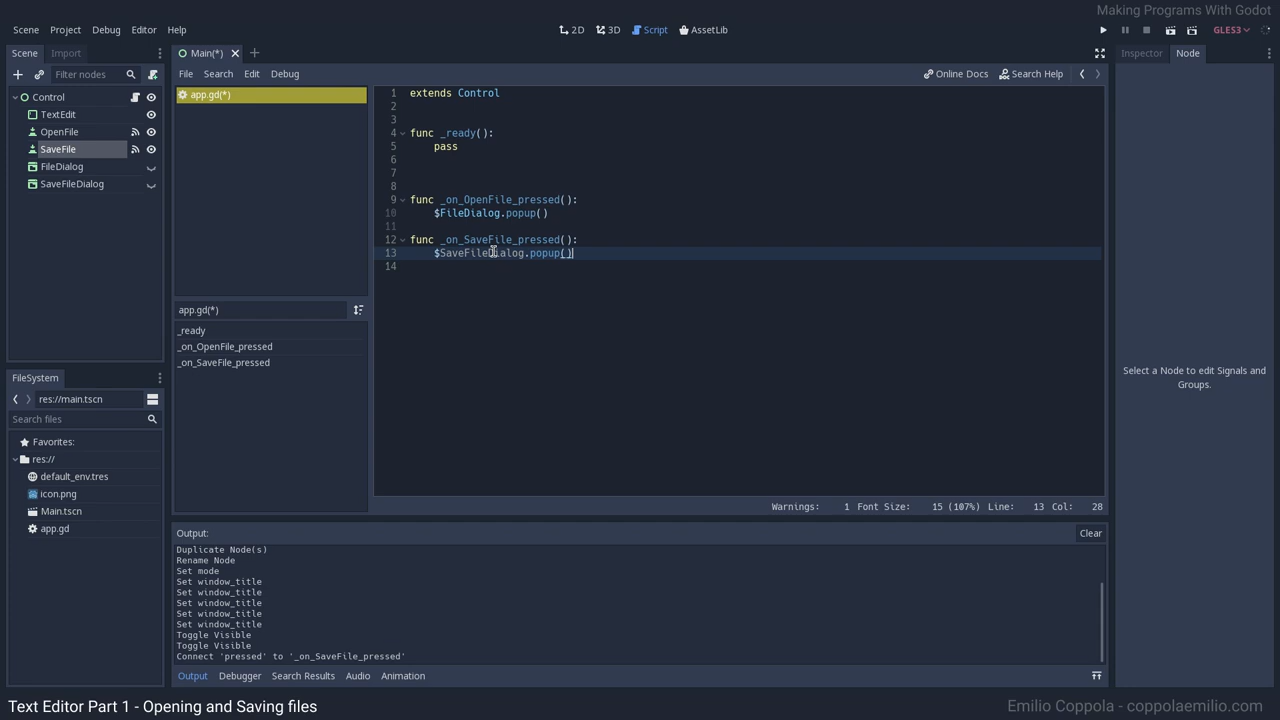 Making Programs With Godot
Scene Project Debug Editor Help
2D 3D Script AssetLib
GLES3
Scene Import
Filter nodes
Control
TextEdit
OpenFile
SaveFile
FileDialog
SaveFileDialog
FileSystem
res://main.tscn
Search files
Favorites:
res://
default_env.tres
icon.png
Main.tscn
app.gd
Main(*)
File Search Edit Debug
Online Docs Search Help
app.gd(*)
app.gd(*)
_ready
_on_OpenFile_pressed
_on_SaveFile_pressed
1 extends Control
2
3
4 func _ready():
5 pass
6
7
8
9 func _on_OpenFile_pressed():
10 $FileDialog.popup()
11
12 func _on_SaveFile_pressed():
13 $SaveFileDialog.popup()
14
Warnings: 1 Font Size: 15 (107%) Line: 13 Col: 28
Output:
Clear
Duplicate Node(s)
Rename Node
Set mode
Set window_title
Set window_title
Set window_title
Set window_title
Set window_title
Toggle Visible
Toggle Visible
Connect 'pressed' to '_on_SaveFile_pressed'
Output Debugger Search Results Audio Animation
Inspector Node
Select a Node to edit Signals and
Groups.
Text Editor Part 1 - Opening and Saving files
Emilio Coppola - coppolaemilio.com